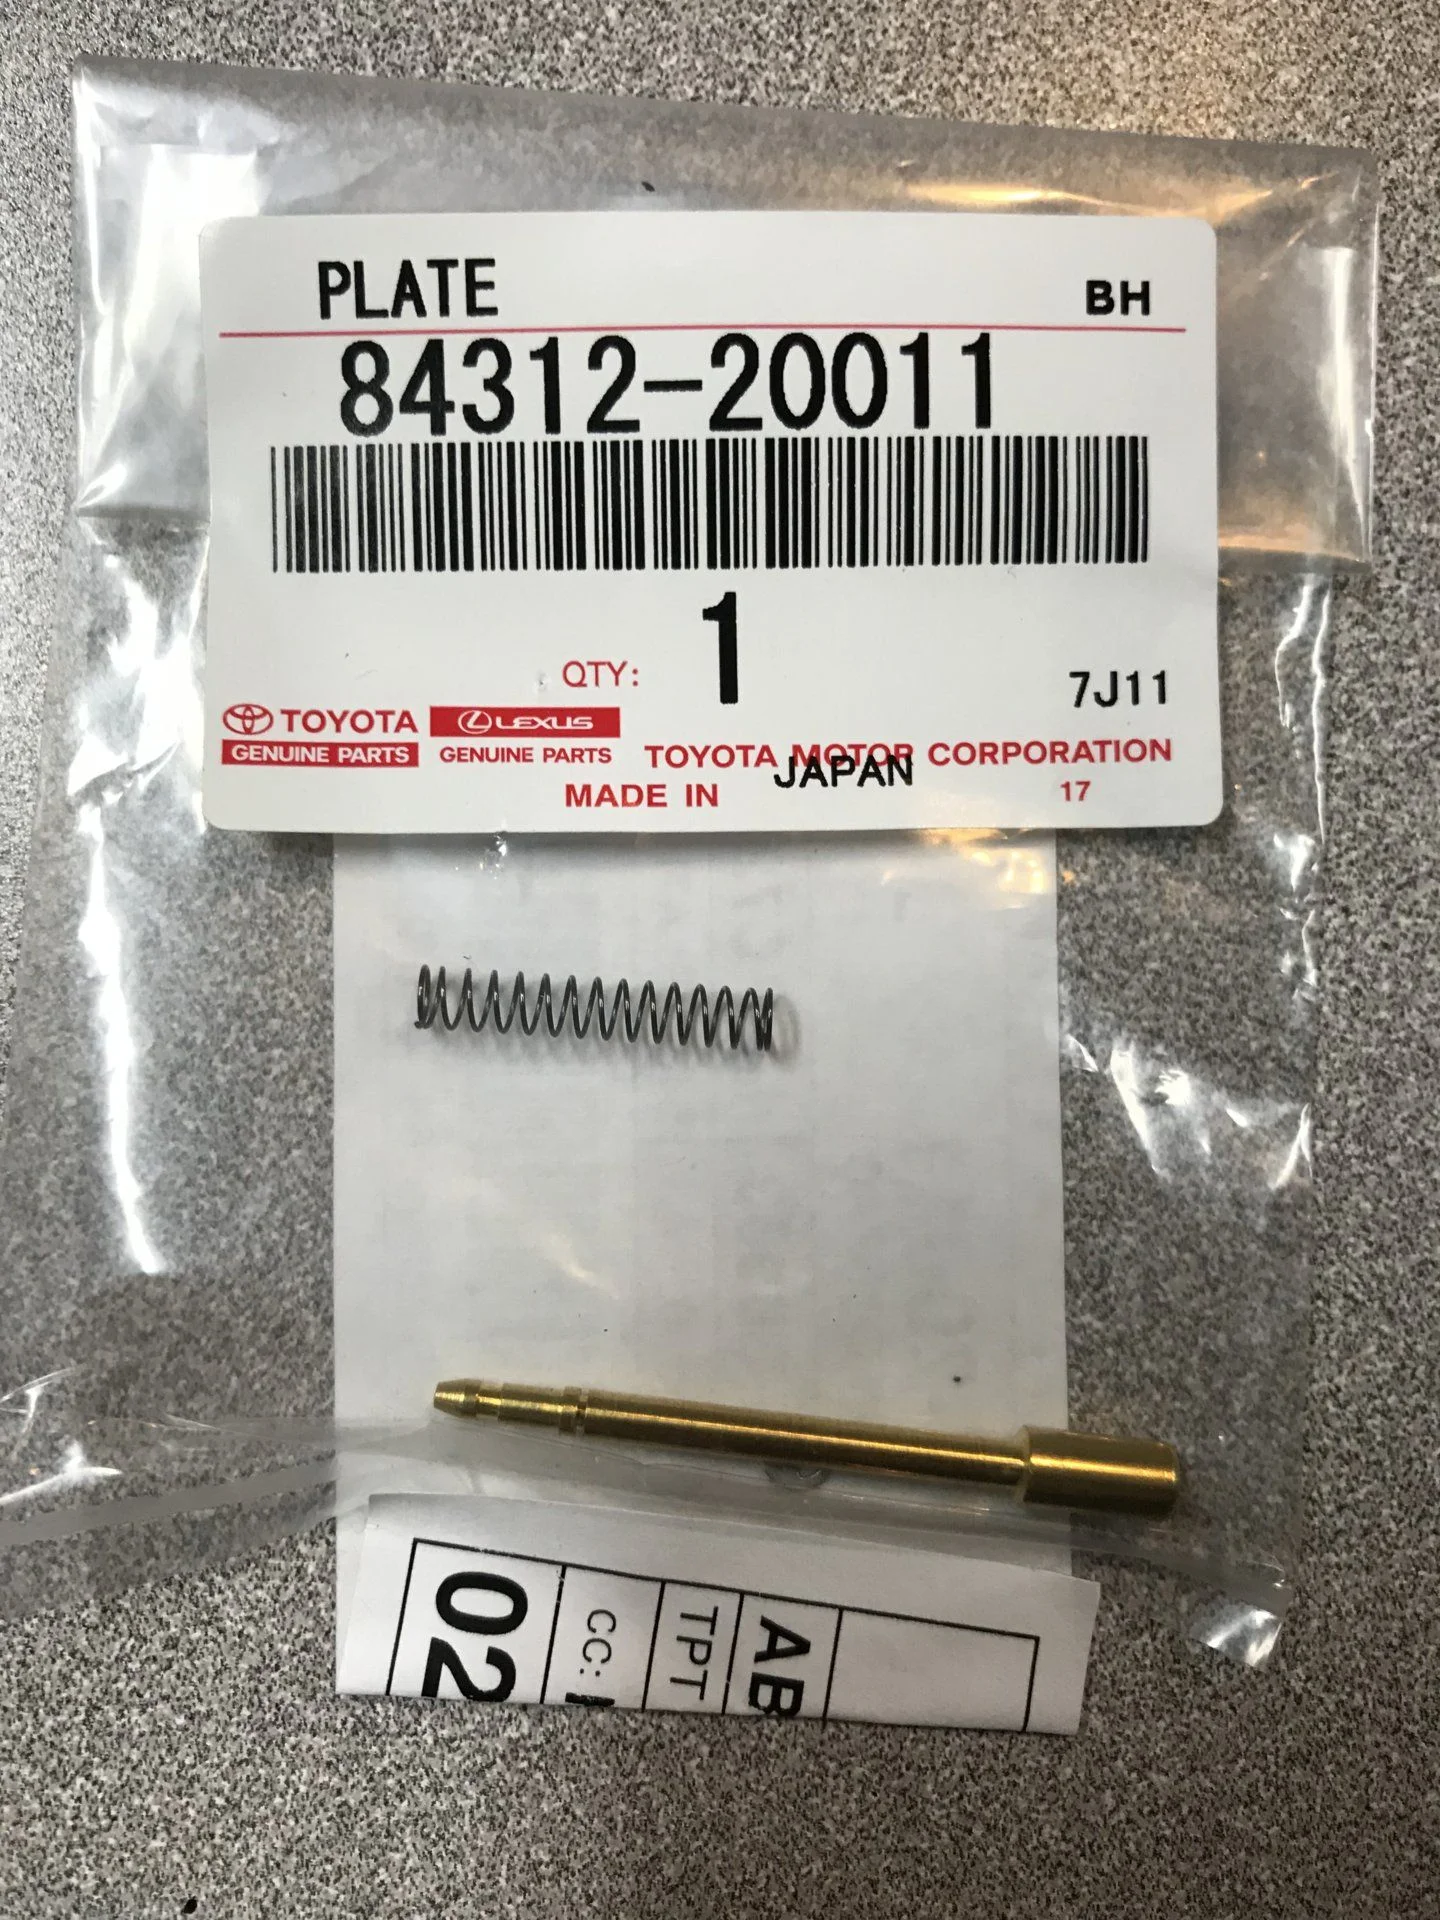 PLATE BH
84312-20011
QTY: 1 7J11
TOYOTA LEXUS
GENUINE PARTS GENUINE PARTS TOYOTA MOTOR CORPORATION
MADE IN JAPAN 17
02
CC:
TPT
AB